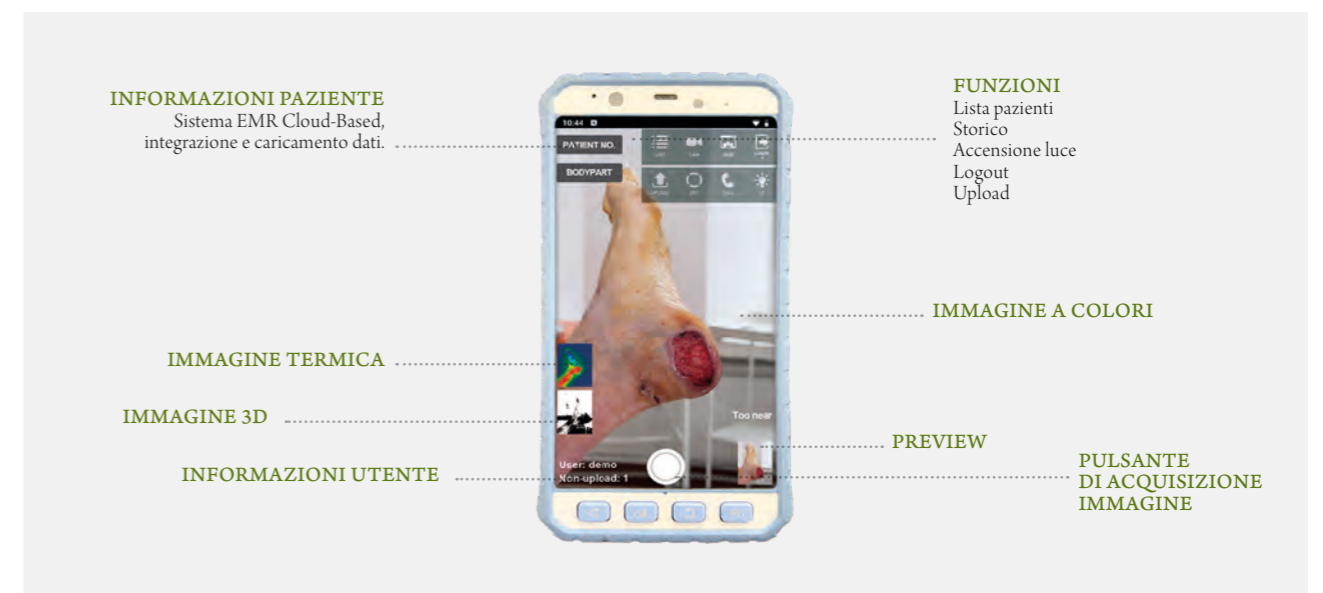 INFORMAZIONI PAZIENTE
Sistema EMR Cloud-Based,
integrazione e caricamento dati.
IMMAGINE TERMICA
IMMAGINE 3D
INFORMAZIONI UTENTE
10:44
PATIENT NO.
BODYPART
Too near
User: demo
Non-upload: 1
FUNZIONI
Lista pazienti
Storico
Accensione luce
Logout
Upload
IMMAGINE A COLORI
PREVIEW
PULSANTE
DI ACQUISIZIONE
IMMAGINE